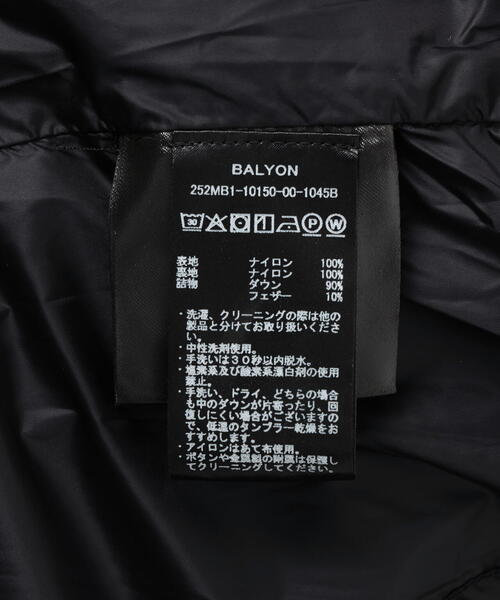 BALYON
252MB1-10150-00-1045B
30 P W
表地 ナイロン 100%
裏地 ナイロン 100%
詰物 ダウン 90%
フェザー 10%
・洗濯、クリーニングの際は他の
製品と分けてお取り扱いくださ
い。
・中性洗剤使用。
・手洗いは30秒以内脱水。
・塩素系及び酸素系漂白剤の使用
禁止。
・手洗い、ドライ、どちらの場合
も中のダウンが片寄ったり、回
復しにくい場合がございますの
で、低温のタンブラー乾燥をお
すすめします。
・アイロンはあて布使用。
・ボタンや金属類の附属は保護し
てクリーニングしてください。